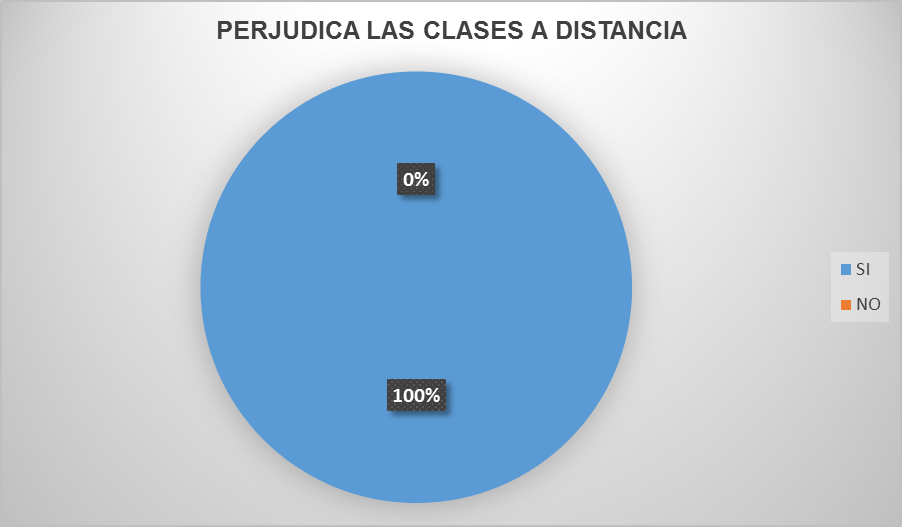 PERJUDICA LAS CLASES A DISTANCIA
0%
SI
NO
100%